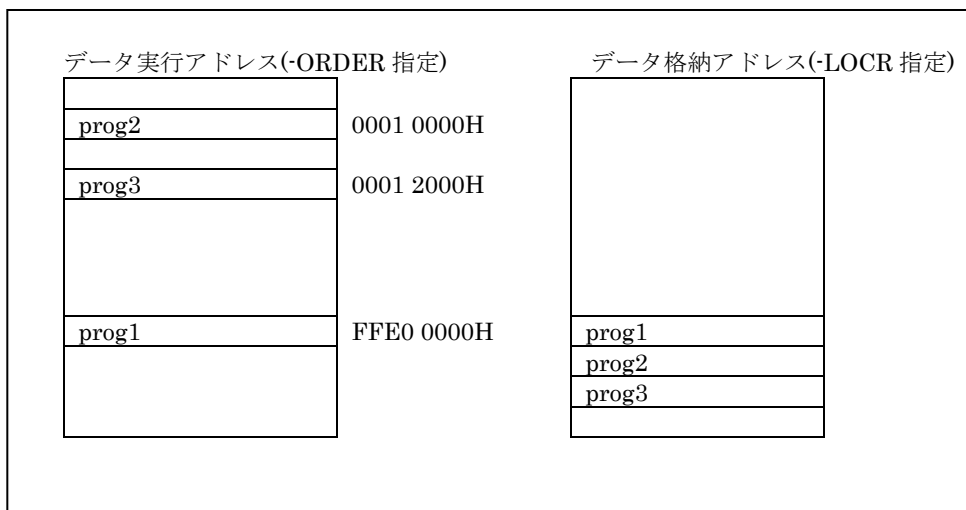 データ実行アドレス(-ORDER 指定)
prog2 0001 0000H
prog3 0001 2000H
prog1 FFE0 0000H
データ格納アドレス(-LOCR 指定)
prog1
prog2
prog3